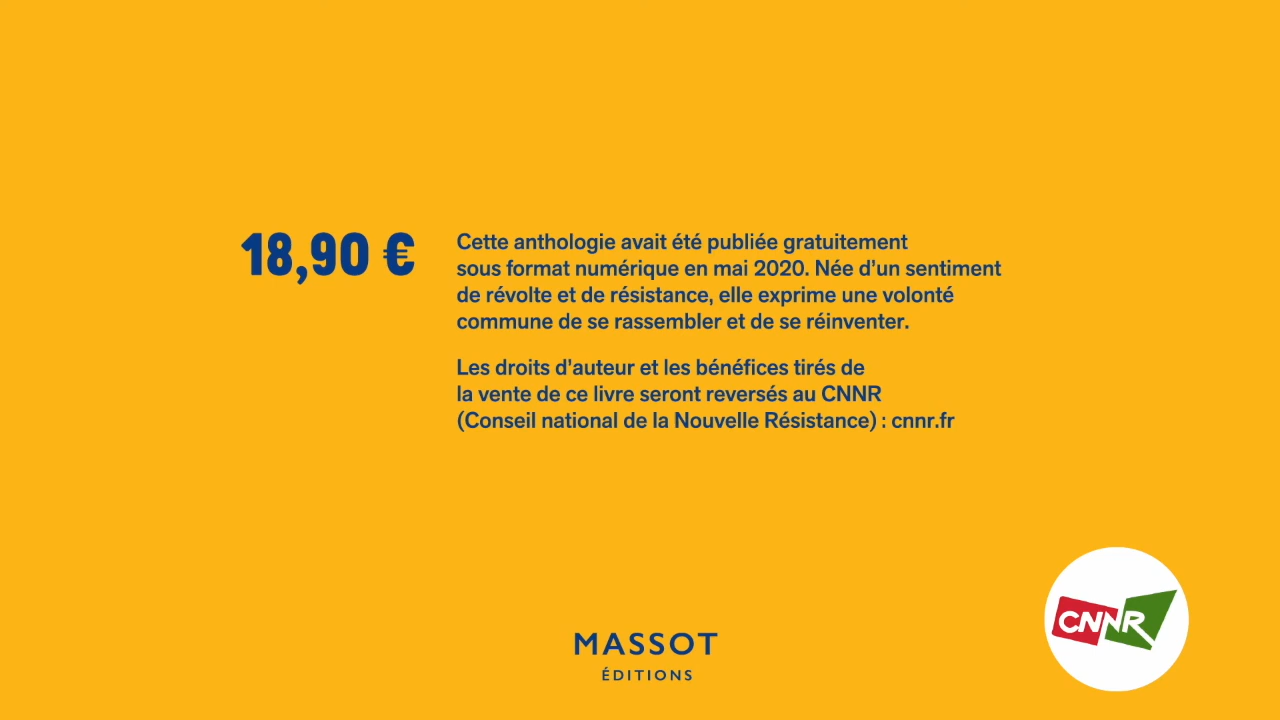 18,90 €
Cette anthologie avait été publiée gratuitement
sous format numérique en mai 2020. Née d’un sentiment
de révolte et de résistance, elle exprime une volonté
commune de se rassembler et de se réinventer.
Les droits d’auteur et les bénéfices tirés de
la vente de ce livre seront reversés au CNNR
(Conseil national de la Nouvelle Résistance) : cnnr.fr
CNNR
MASSOT
ÉDITIONS